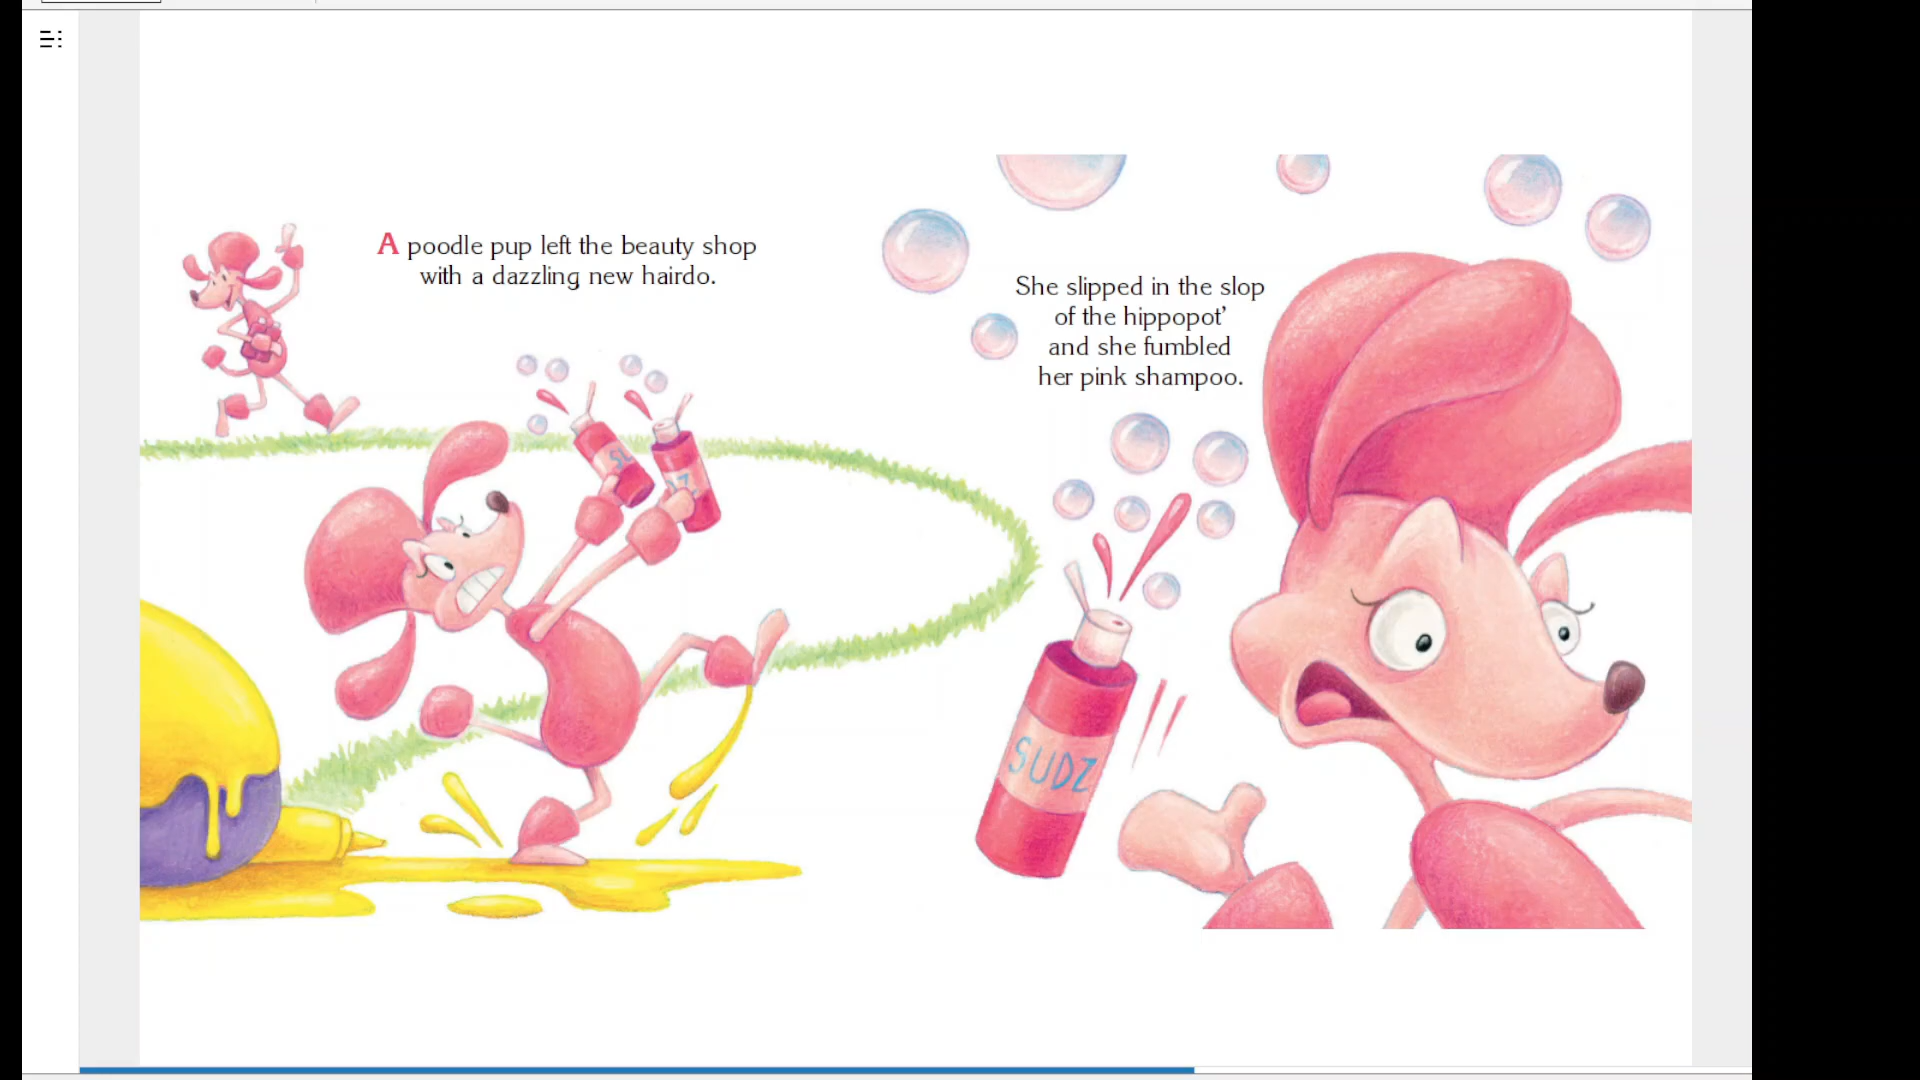 A poodle pup left the beauty shop
with a dazzling new hairdo.
She slipped in the slop
of the hippopot’
and she fumbled
her pink shampoo.
SUDZ